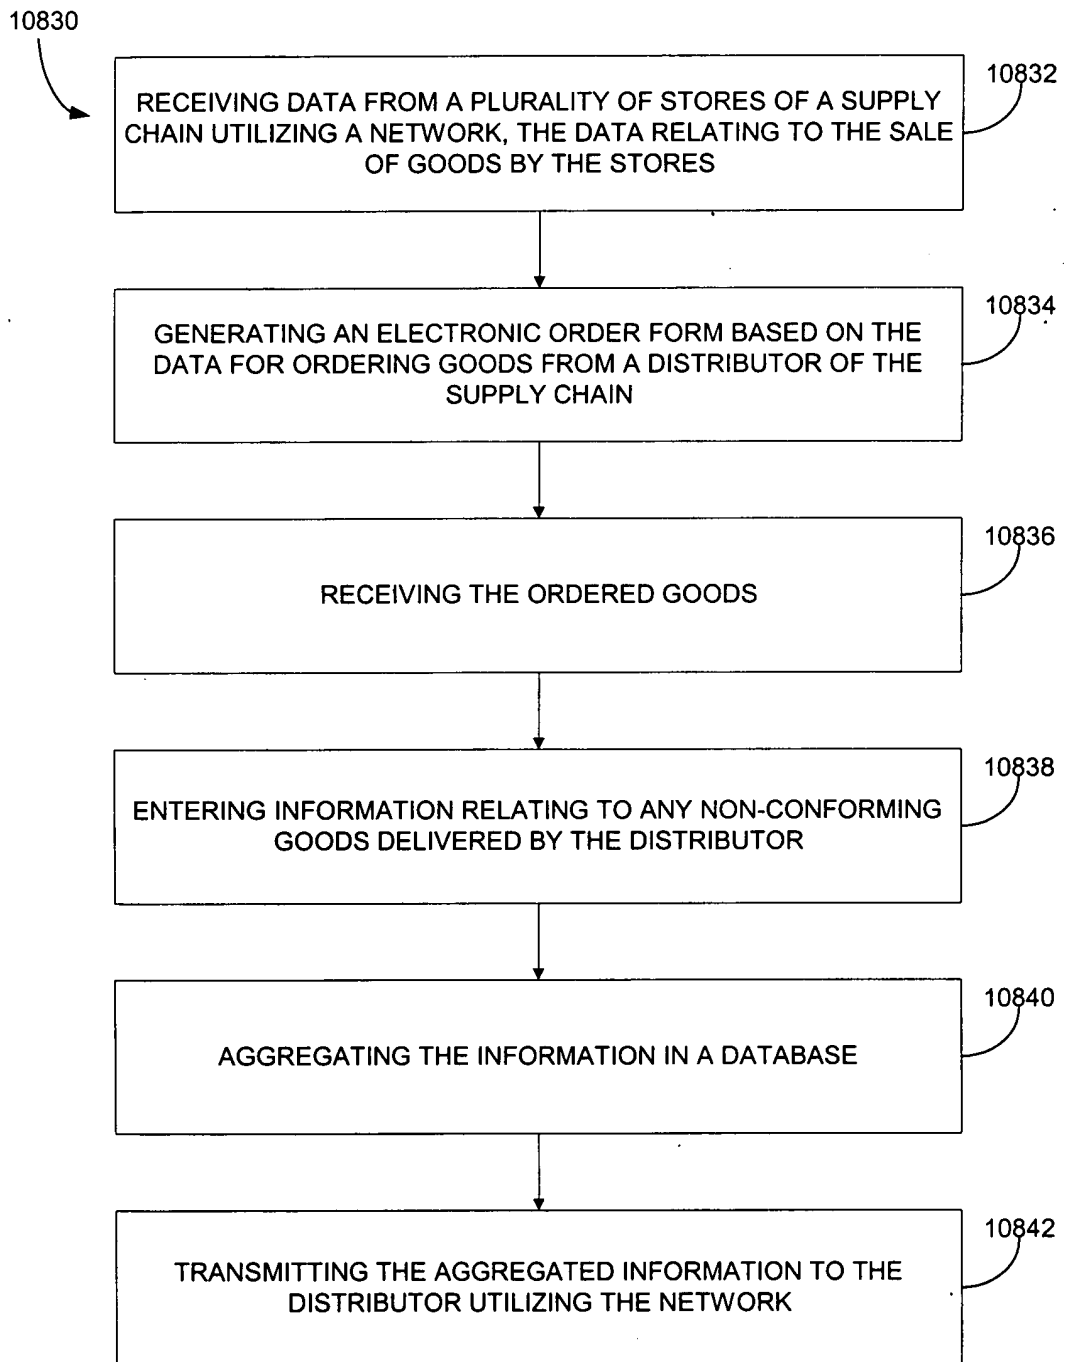 10830
10832
RECEIVING DATA FROM A PLURALITY OF STORES OF A SUPPLY
CHAIN UTILIZING A NETWORK, THE DATA RELATING TO THE SALE
OF GOODS BY THE STORES
10834
GENERATING AN ELECTRONIC ORDER FORM BASED ON THE
DATA FOR ORDERING GOODS FROM A DISTRIBUTOR OF THE
SUPPLY CHAIN
10836
RECEIVING THE ORDERED GOODS
10838
ENTERING INFORMATION RELATING TO ANY NON-CONFORMING
GOODS DELIVERED BY THE DISTRIBUTOR
10840
AGGREGATING THE INFORMATION IN A DATABASE
10842
TRANSMITTING THE AGGREGATED INFORMATION TO THE
DISTRIBUTOR UTILIZING THE NETWORK